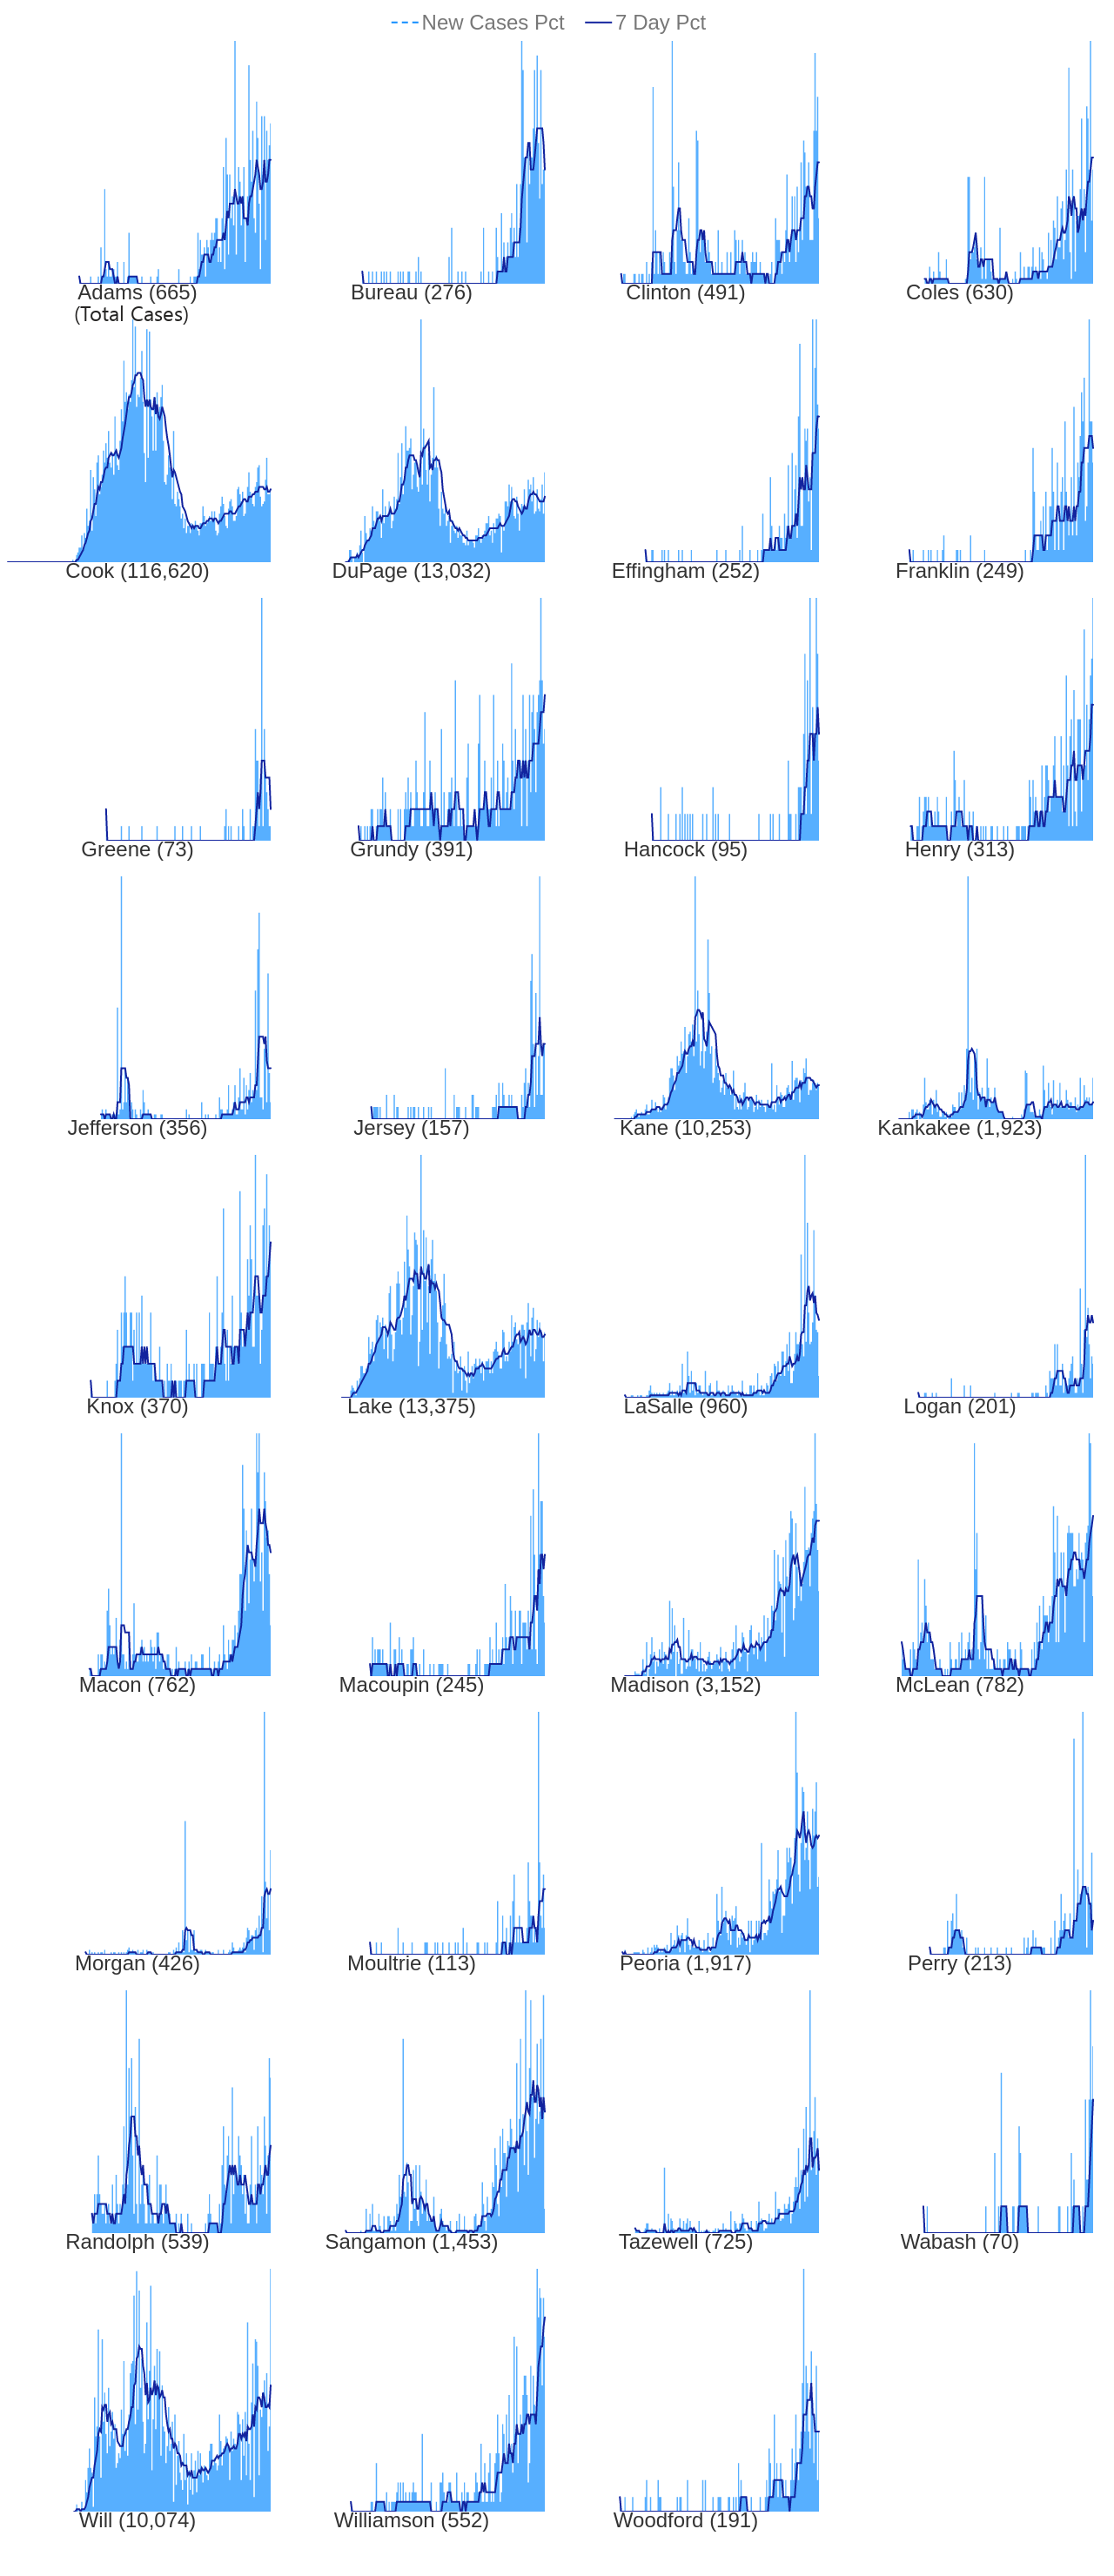 New Cases Pct 7 Day Pct
Adams (665) Bureau (276) Clinton (491) Coles (630)
(Total Cases)
Cook (116,620) DuPage (13,032) Effingham (252) Franklin (249)
Greene (73) Grundy (391) Hancock (95) Henry (313)
Jefferson (356) Jersey (157) Kane (10,253) Kankakee (1,923)
Knox (370) Lake (13,375) LaSalle (960) Logan (201)
Macon (762) Macoupin (245) Madison (3,152) McLean (782)
Morgan (426) Moultrie (113) Peoria (1,917) Perry (213)
Randolph (539) Sangamon (1,453) Tazewell (725) Wabash (70)
Will (10,074) Williamson (552) Woodford (191)